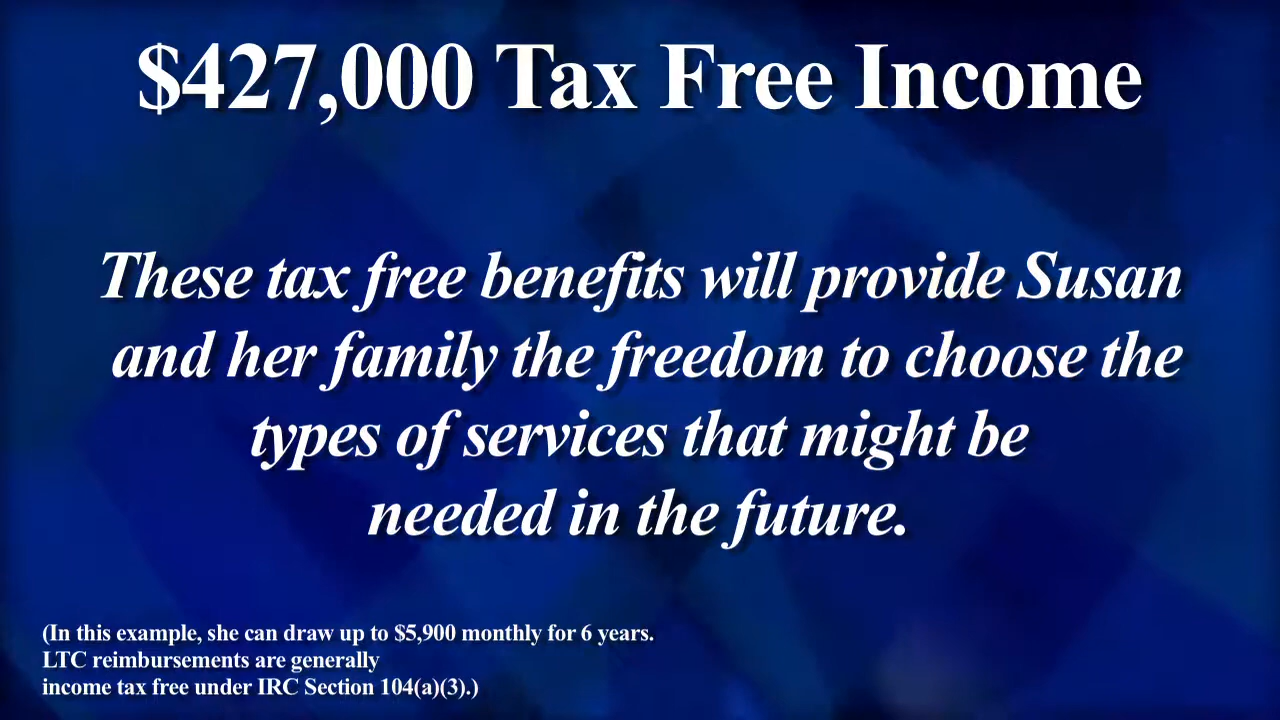 $427,000 Tax Free Income
These tax free benefits will provide Susan
and her family the freedom to choose the
types of services that might be
needed in the future.
(In this example, she can draw up to $5,900 monthly for 6 years.
LTC reimbursements are generally
income tax free under IRC Section 104(a)(3).)